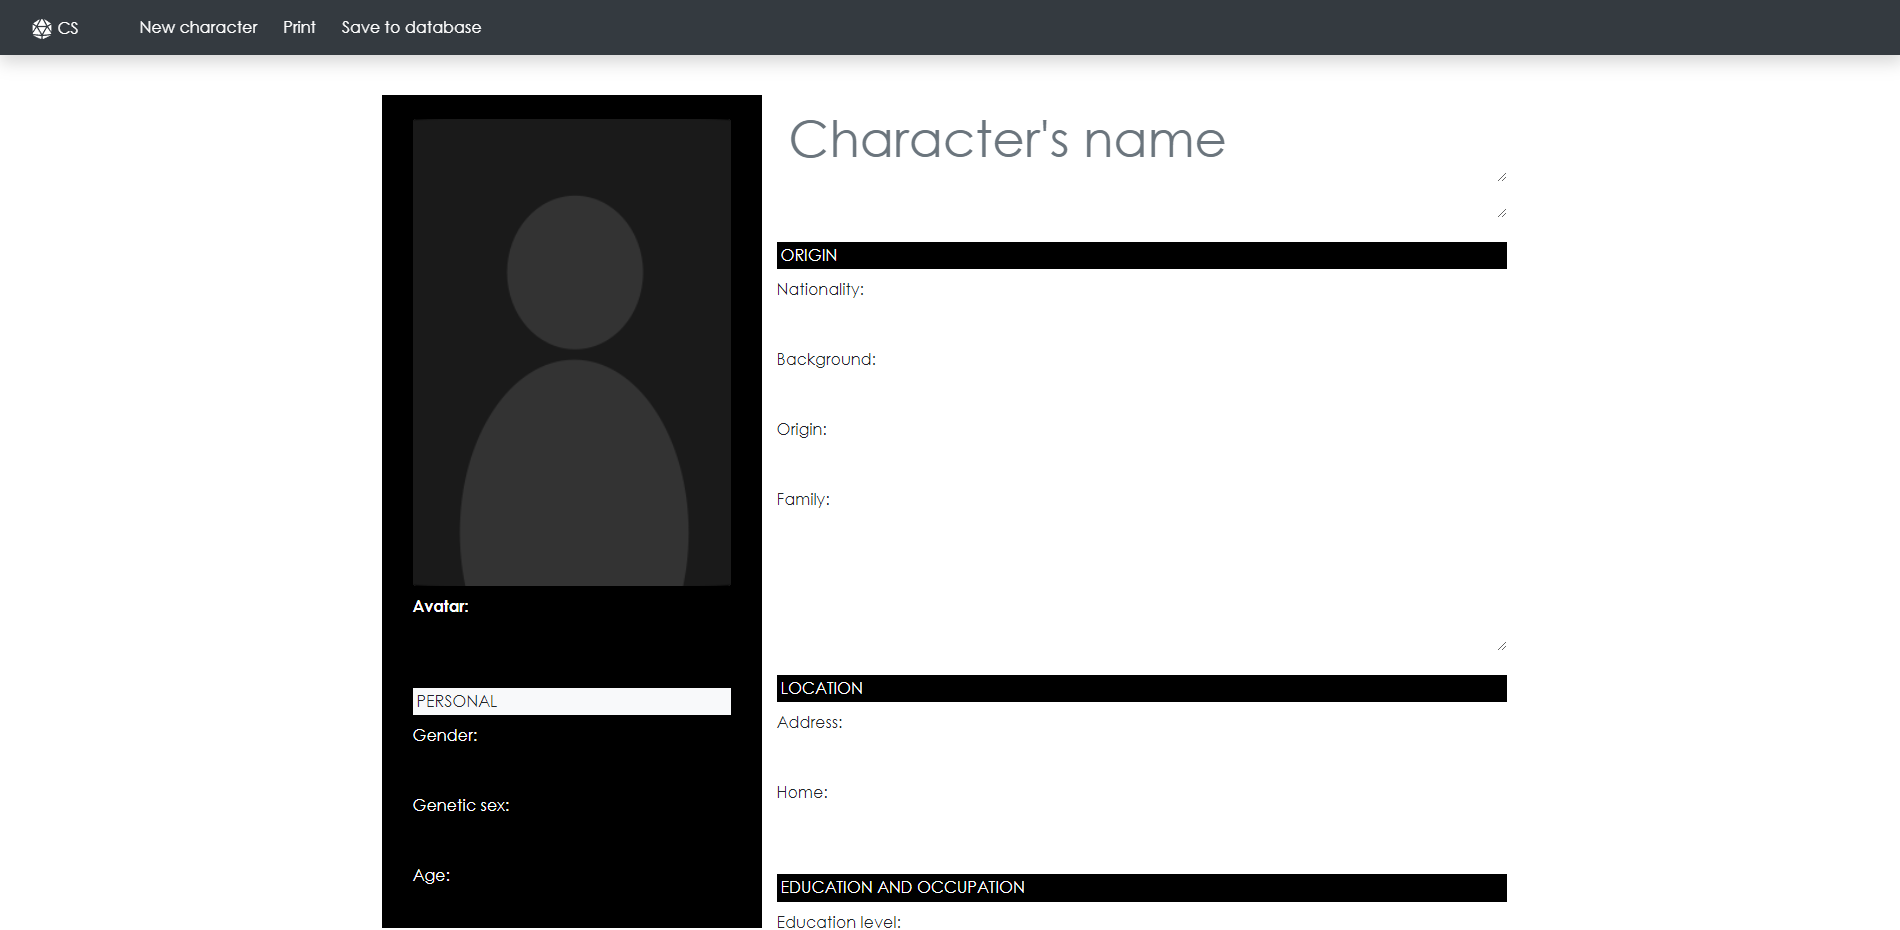 CS New character Print Save to database
Character's name
ORIGIN
Nationality:
Background:
Origin:
Family:
Avatar:
PERSONAL
Gender:
Genetic sex:
Age:
LOCATION
Address:
Home:
EDUCATION AND OCCUPATION
Education level: